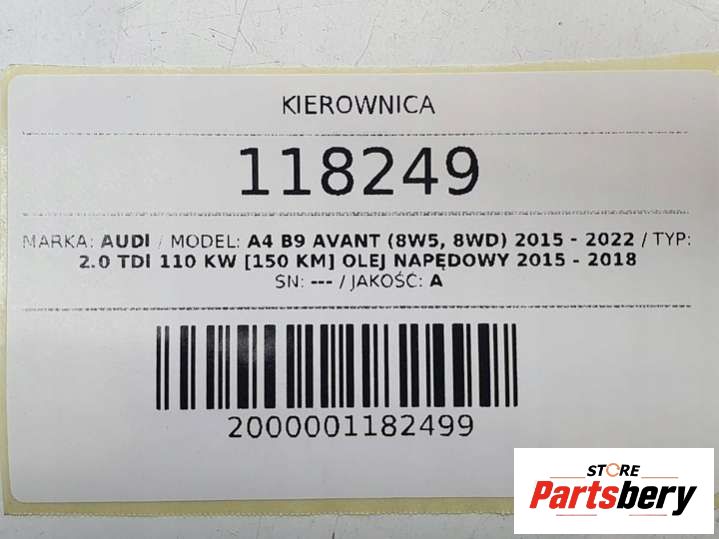 KIEROWNICA
118249
MARKA: AUDI / MODEL: A4 B9 AVANT (8W5, 8WD) 2015 - 2022 / TYP:
2.0 TDI 110 KW [150 KM] OLEJ NAPĘDOWY 2015 - 2018
SN: --- / JAKOŚĆ: A
2000001182499
STORE
Partsbery